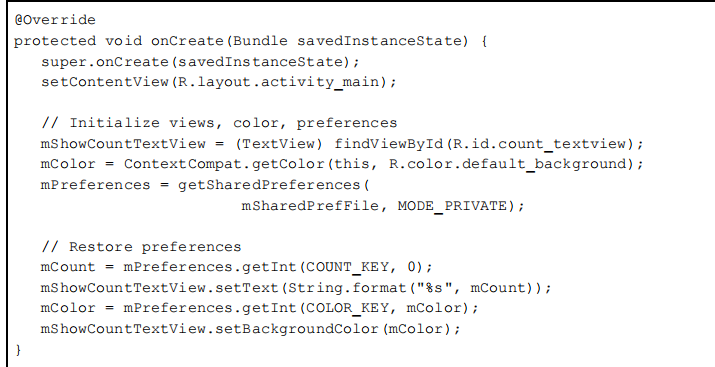 @Override
protected void onCreate(Bundle savedInstanceState) {
super.onCreate(savedInstanceState);
setContentView(R.layout.activity_main);
// Initialize views, color, preferences
mShowCountTextView = (TextView) findViewById(R.id.count_textview);
mColor = ContextCompat.getColor(this, R.color.default_background);
mPreferences = getSharedPreferences(
mSharedPrefFile, MODE_PRIVATE);
// Restore preferences
mCount = mPreferences.getInt(COUNT_KEY, 0);
mShowCountTextView.setText(String.format("%s", mCount));
mColor = mPreferences.getInt(COLOR_KEY, mColor);
mShowCountTextView.setBackgroundColor(mColor);
}